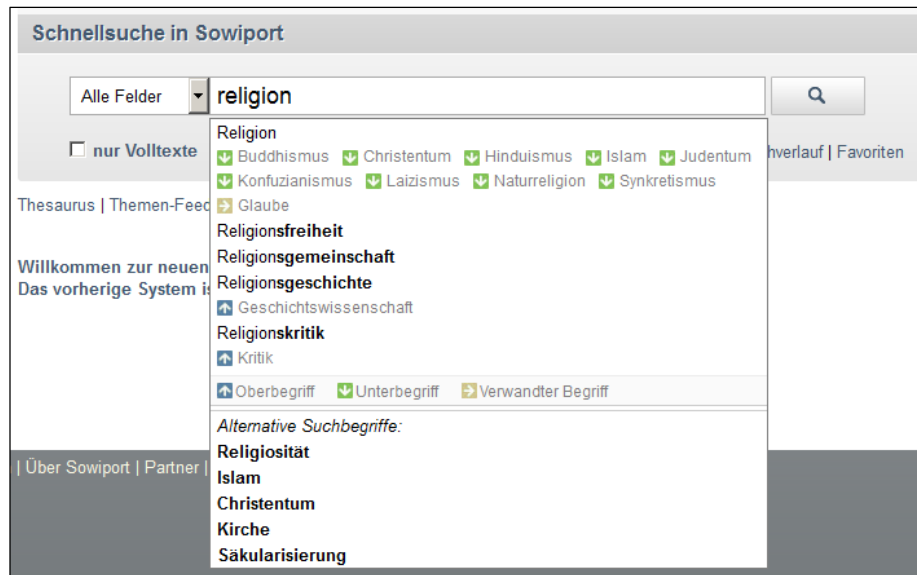 Schnellsuche in Sowiport
Alle Felder religion
nur Volltexte
Religion
Buddhismus Christentum Hinduismus Islam Judentum
hverlauf | Favoriten
Konfuzianismus Laizismus Naturreligion Synkretismus
Thesaurus | Themen-Feed
Glaube
Religionsfreiheit
Religionsgemeinschaft
Willkommen zur neuen
Religionsgeschichte
Das vorherige System is
Geschichtswissenschaft
Religionskritik
Kritik
Oberbegriff Unterbegriff Verwandter Begriff
Alternative Suchbegriffe:
Religiosität
| Über Sowiport | Partner |
Islam
Christentum
Kirche
Säkularisierung